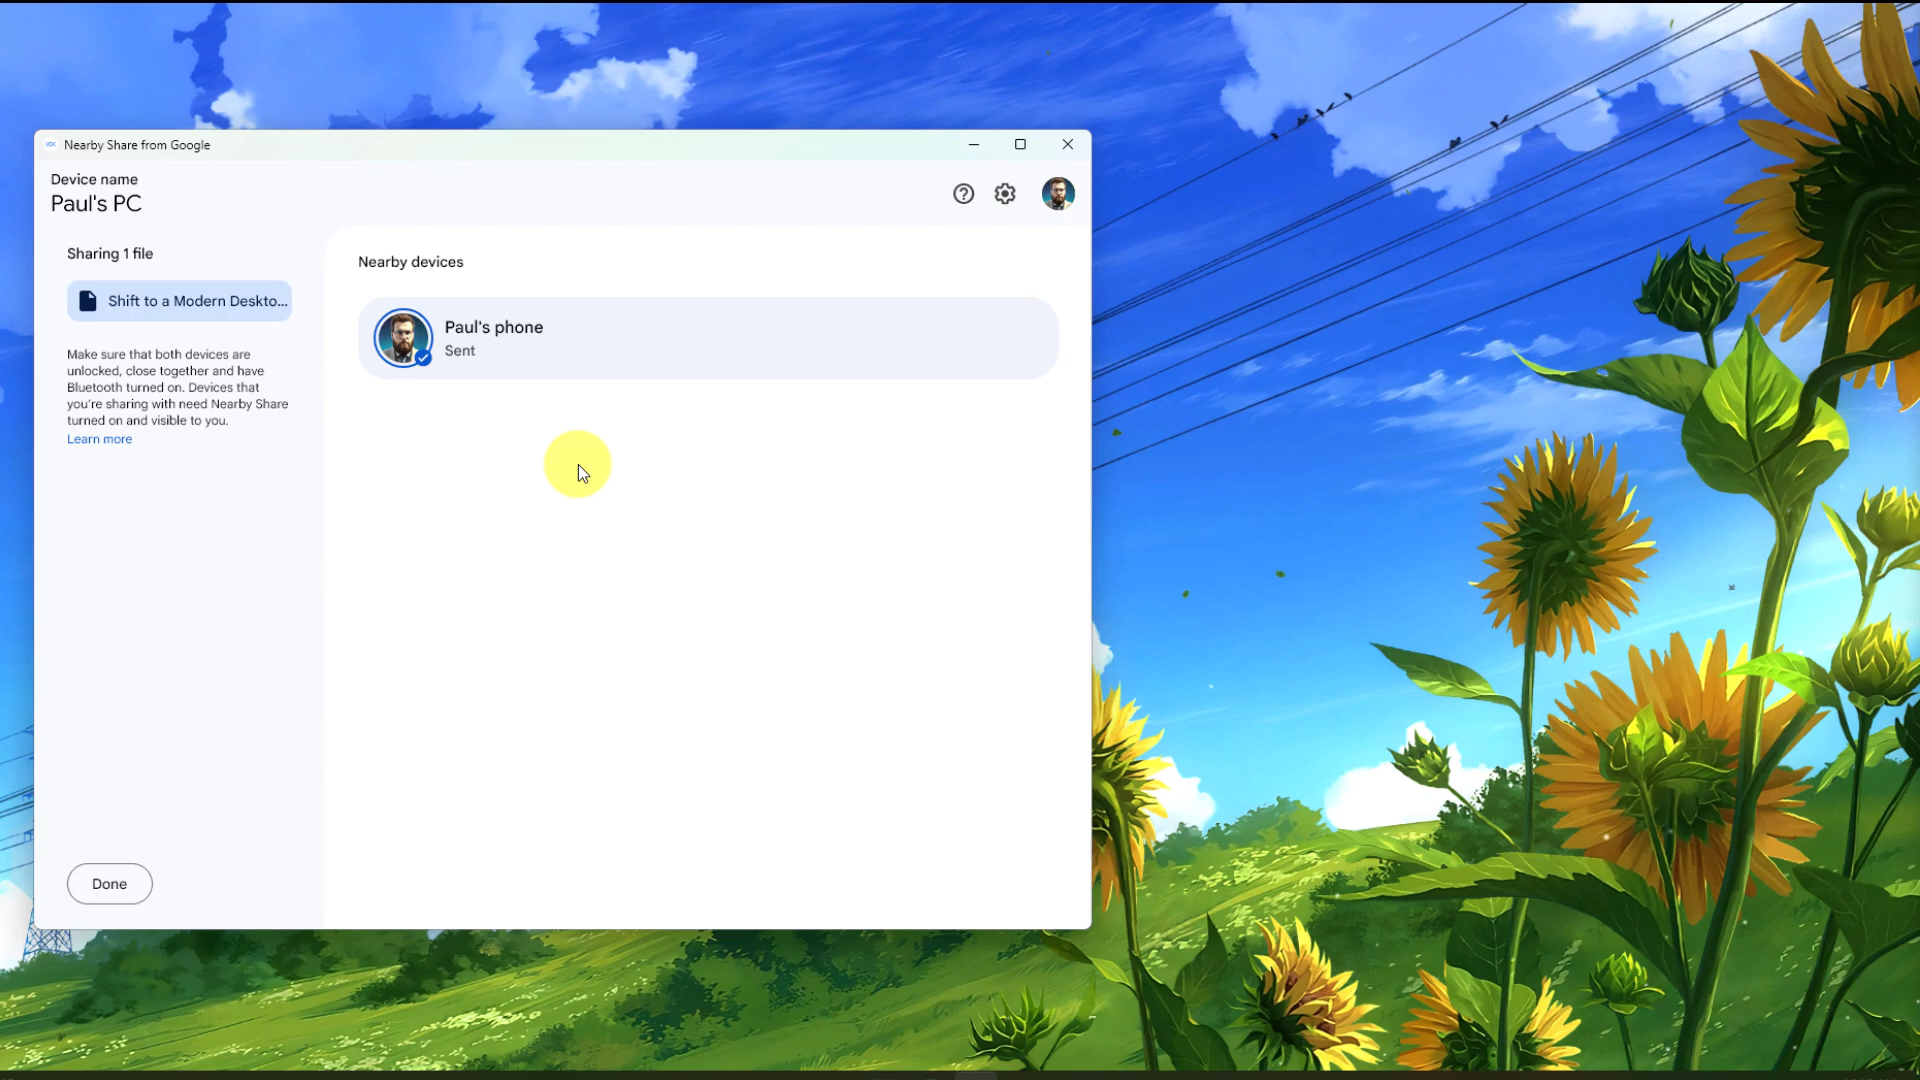 Nearby Share from Google
Device name
Paul's PC
Sharing 1 file
Shift to a Modern Deskto...
Make sure that both devices are
unlocked, close together and have
Bluetooth turned on. Devices that
you're sharing with need Nearby Share
turned on and visible to you.
Learn more
Done
Nearby devices
Paul's phone
Sent